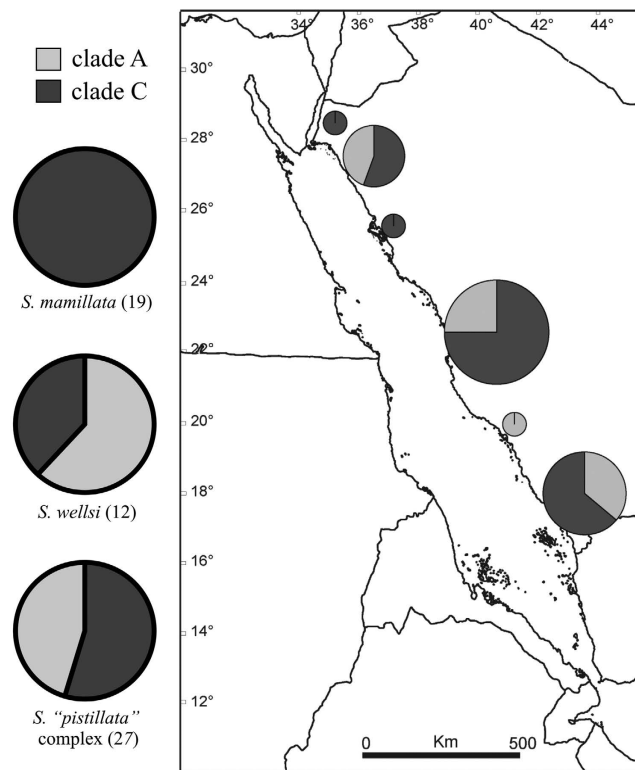 clade A
clade C
S. mamillata (19)
S. wellsi (12)
S. “pistillata”
complex (27)
34° 36° 38° 40° 42° 44°
30°
28°
26°
24°
22°
20°
18°
16°
14°
12°
0 Km 500